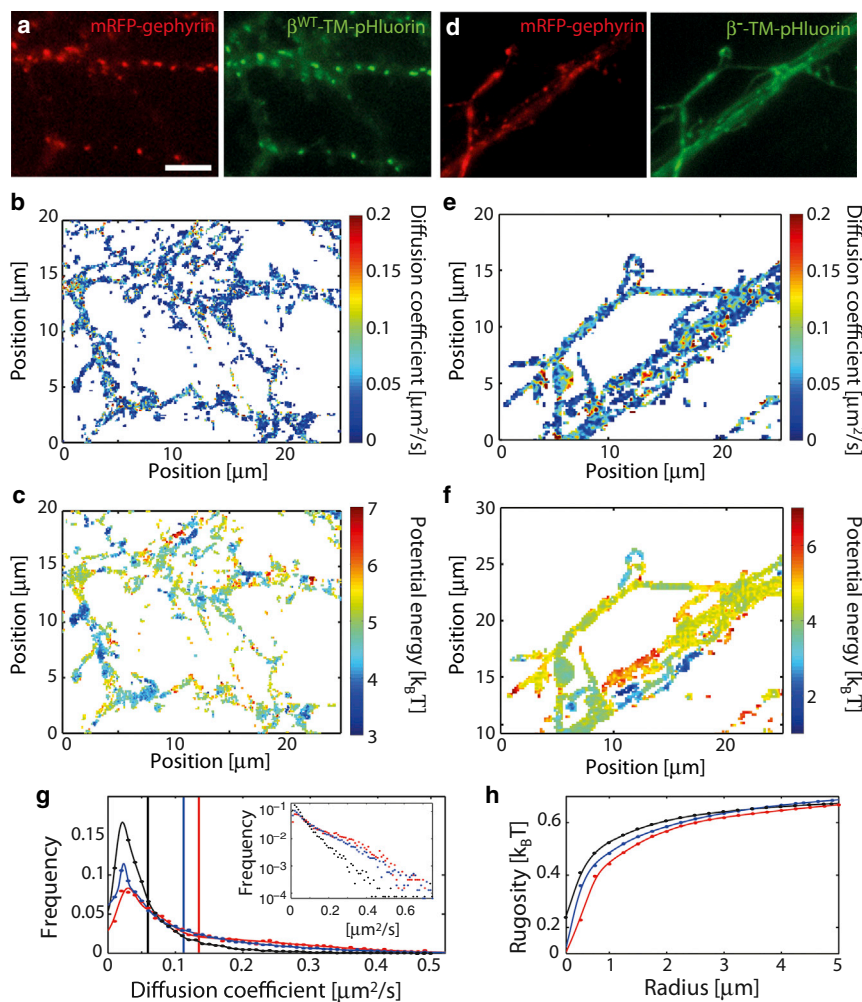 a
mRFP-gephyrin
β^WT-TM-pHluorin
d
mRFP-gephyrin
β⁻-TM-pHluorin
b
20
15
10
5
0
0
10
20
Position [µm]
Position [µm]
0.2
0.15
0.1
0.05
0
Diffusion coefficient [µm²/s]
e
20
15
10
5
0
0
10
20
Position [µm]
Position [µm]
0.2
0.15
0.1
0.05
0
Diffusion coefficient [µm²/s]
c
20
15
10
5
0
0
10
20
Position [µm]
Position [µm]
7
6
5
4
3
Potential energy [k_BT]
f
30
25
20
15
10
0
10
20
Position [µm]
Position [µm]
6
4
2
Potential energy [k_BT]
g
0.15
0.1
0.05
0
0
0.1
0.2
0.3
0.4
0.5
Frequency
Diffusion coefficient [µm²/s]
10⁻¹
10⁻²
10⁻³
10⁻⁴
0
0.2
0.4
0.6
Frequency
[µm²/s]
h
0.6
0.4
0.2
0
0
1
2
3
4
5
Rugosity [k_BT]
Radius [µm]